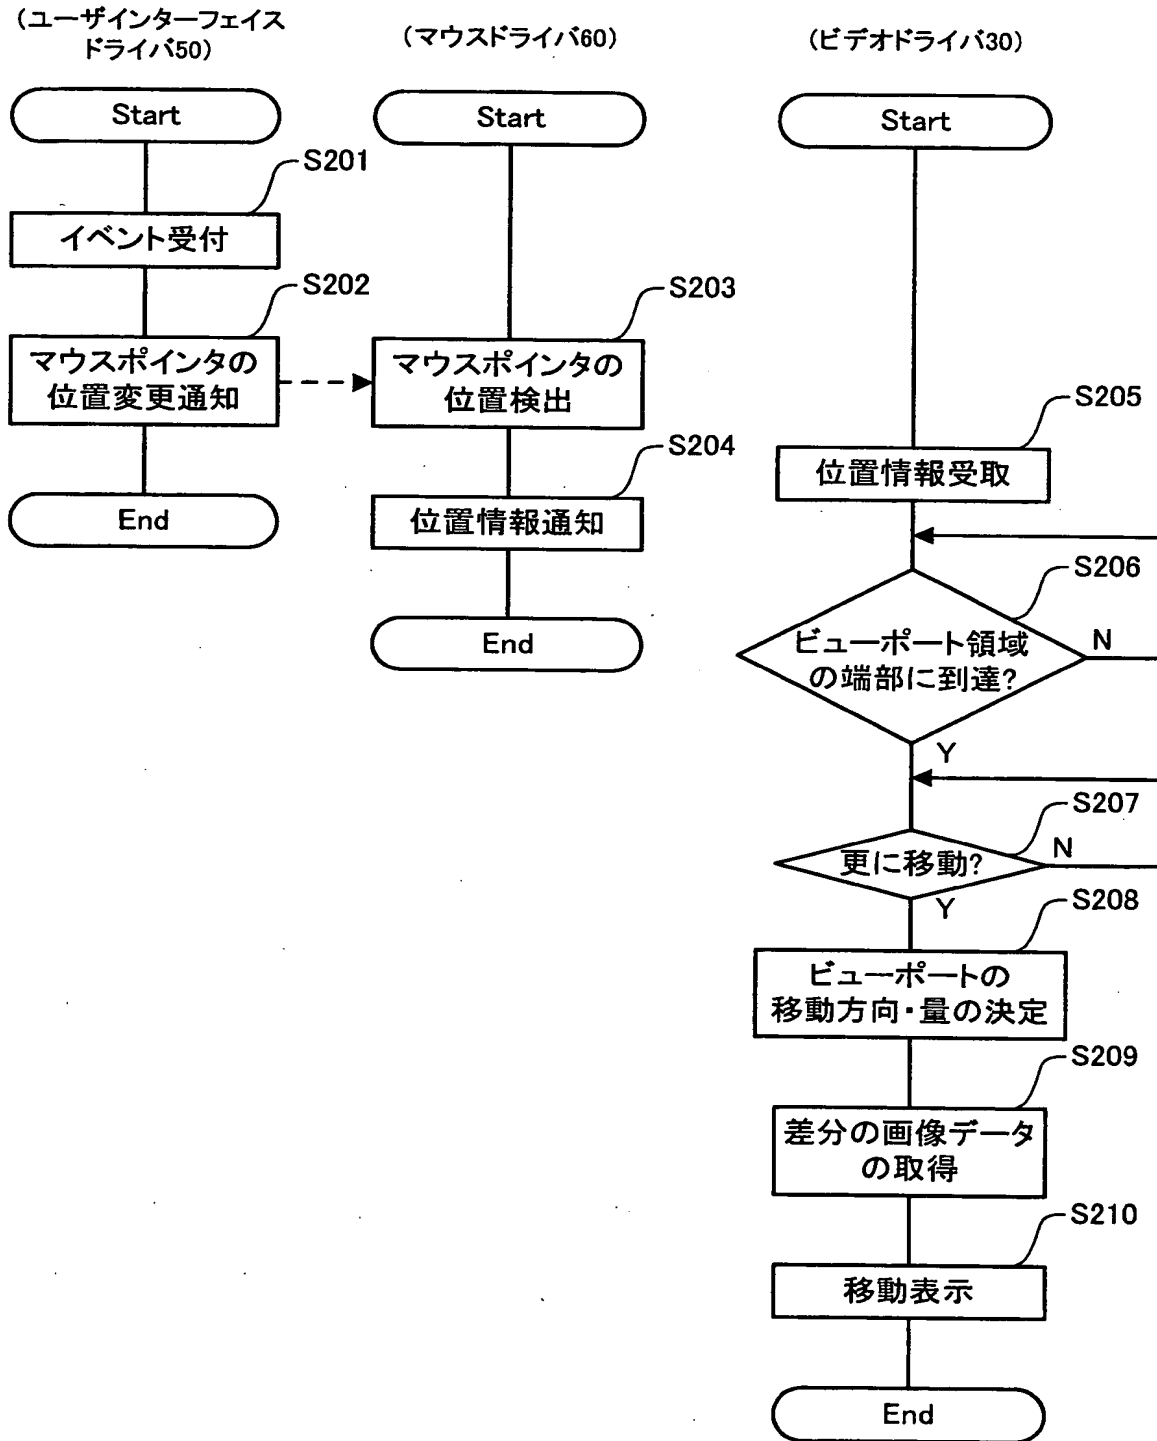 (ユーザインターフェイス
ドライバ50)
Start
S201
イベント受付
S202
マウスポインタの
位置変更通知
End
(マウスドライバ60)
Start
S203
マウスポインタの
位置検出
S204
位置情報通知
End
(ビデオドライバ30)
Start
S205
位置情報受取
S206
ビューポート領域
の端部に到達?
N
Y
S207
更に移動?
N
Y
S208
ビューポートの
移動方向・量の決定
S209
差分の画像データ
の取得
S210
移動表示
End